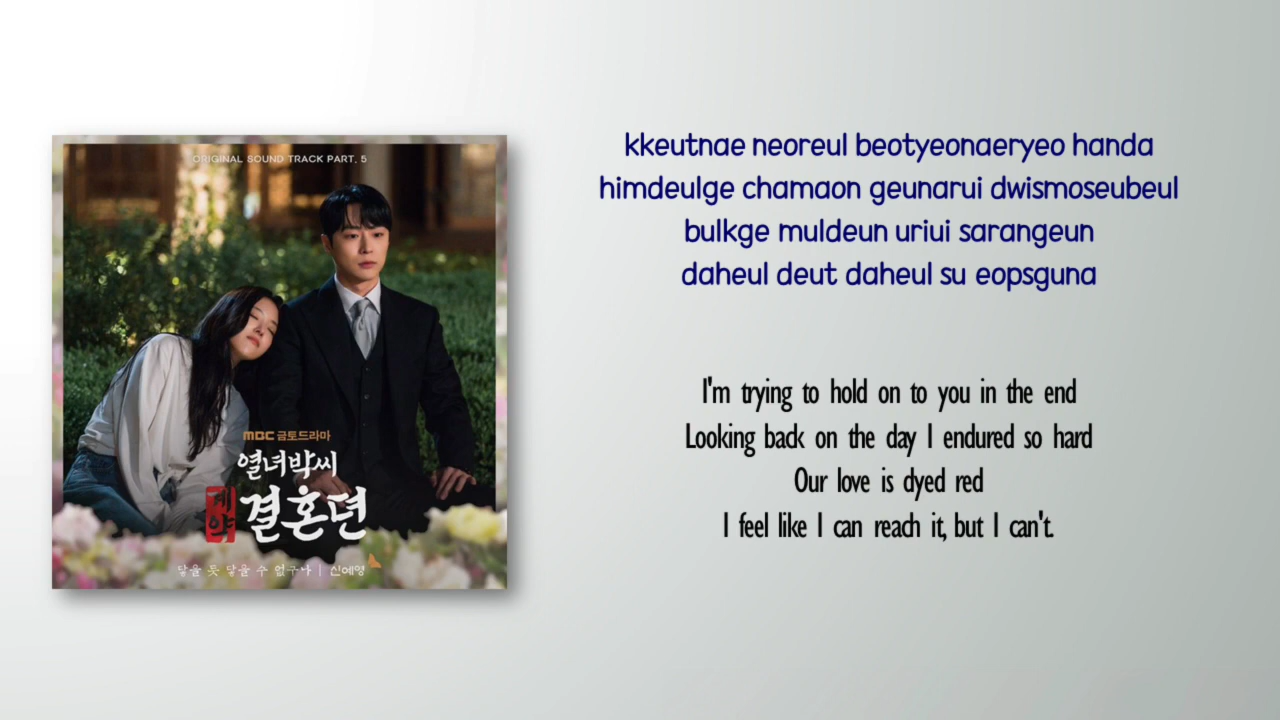 ORIGINAL SOUND TRACK PART. 5
MBC 금토드라마
열녀박씨
계약
결혼뎐
닿을 듯 닿을 수 없구나 | 신예영
kkeutnae neoreul beotyeonaeryeo handa
himdeulge chamaon geunarui dwismoseubeul
bulkge muldeun uriui sarangeun
daheul deut daheul su eopsguna
I'm trying to hold on to you in the end
Looking back on the day I endured so hard
Our love is dyed red
I feel like I can reach it, but I can't.